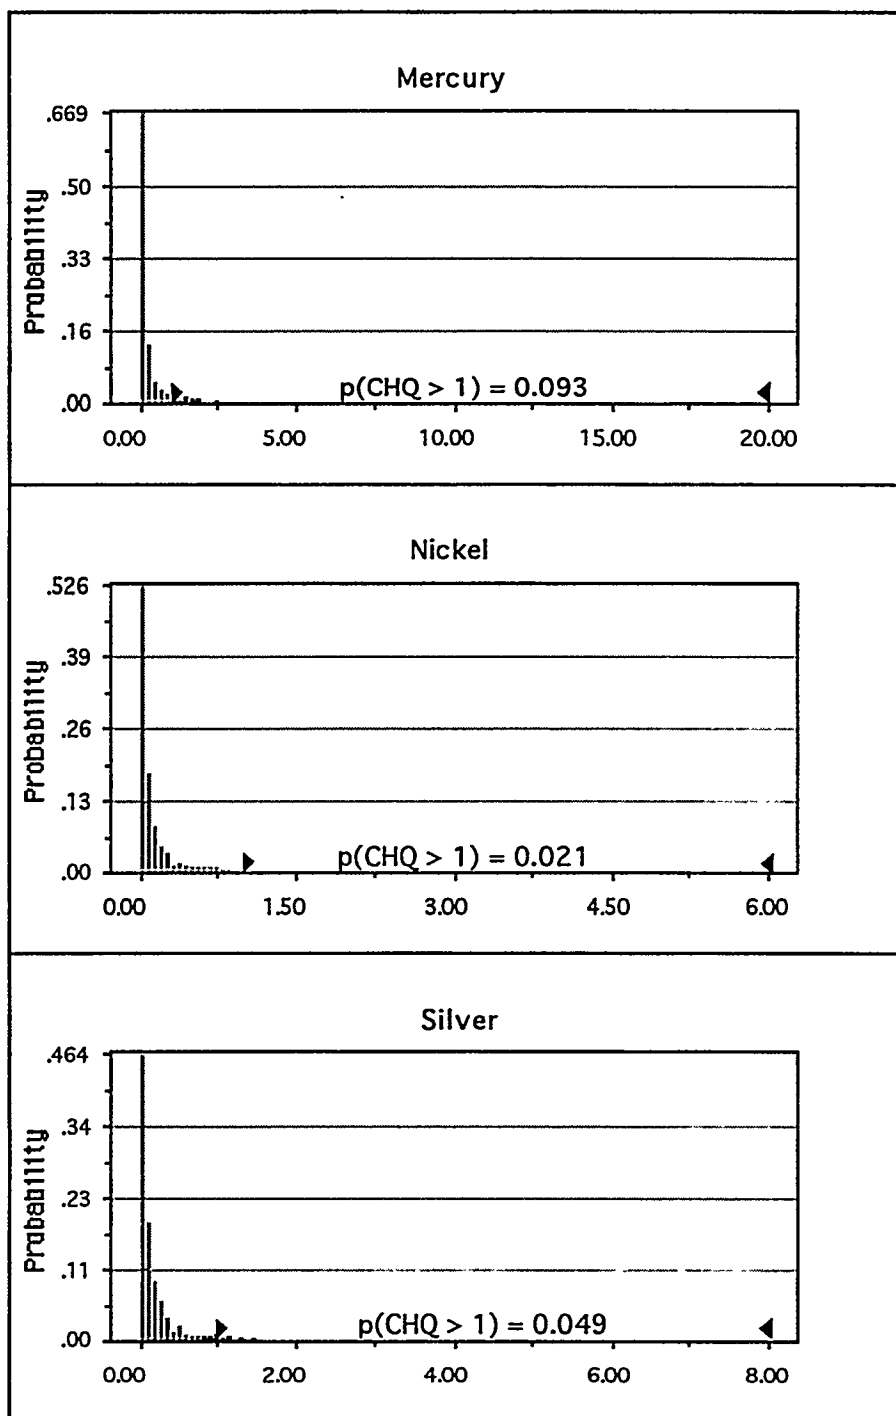 Mercury
.669
.50
.33
.16
.00
Probability
p(CHQ > 1) = 0.093
0.00 5.00 10.00 15.00 20.00
Nickel
.526
.39
.26
.13
.00
Probability
p(CHQ > 1) = 0.021
0.00 1.50 3.00 4.50 6.00
Silver
.464
.34
.23
.11
.00
Probability
p(CHQ > 1) = 0.049
0.00 2.00 4.00 6.00 8.00